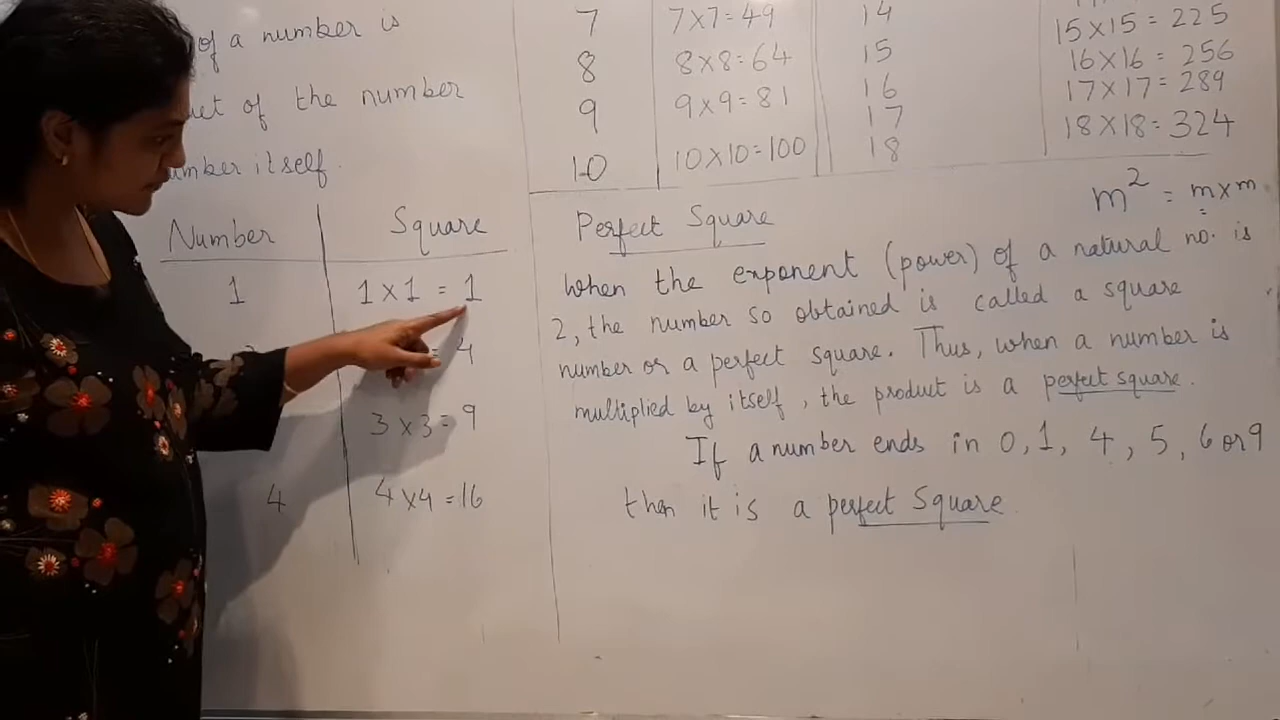 of a number is
of the number
itself.
Number Square
1 1 × 1 = 1
= 4
3 × 3 = 9
4 4 × 4 = 16
7 7 × 7 = 49 14
8 8 × 8 = 64 15 15 × 15 = 225
9 9 × 9 = 81 16 16 × 16 = 256
17 17 × 17 = 289
10 10 × 10 = 100 18 18 × 18 = 324
m² = m × m
Perfect Square
When the exponent (power) of a natural no. is
2, the number so obtained is called a square
number or a perfect square. Thus, when a number is
multiplied by itself, the product is a perfect square.
If a number ends in 0, 1, 4, 5, 6 or 9
then it is a perfect Square